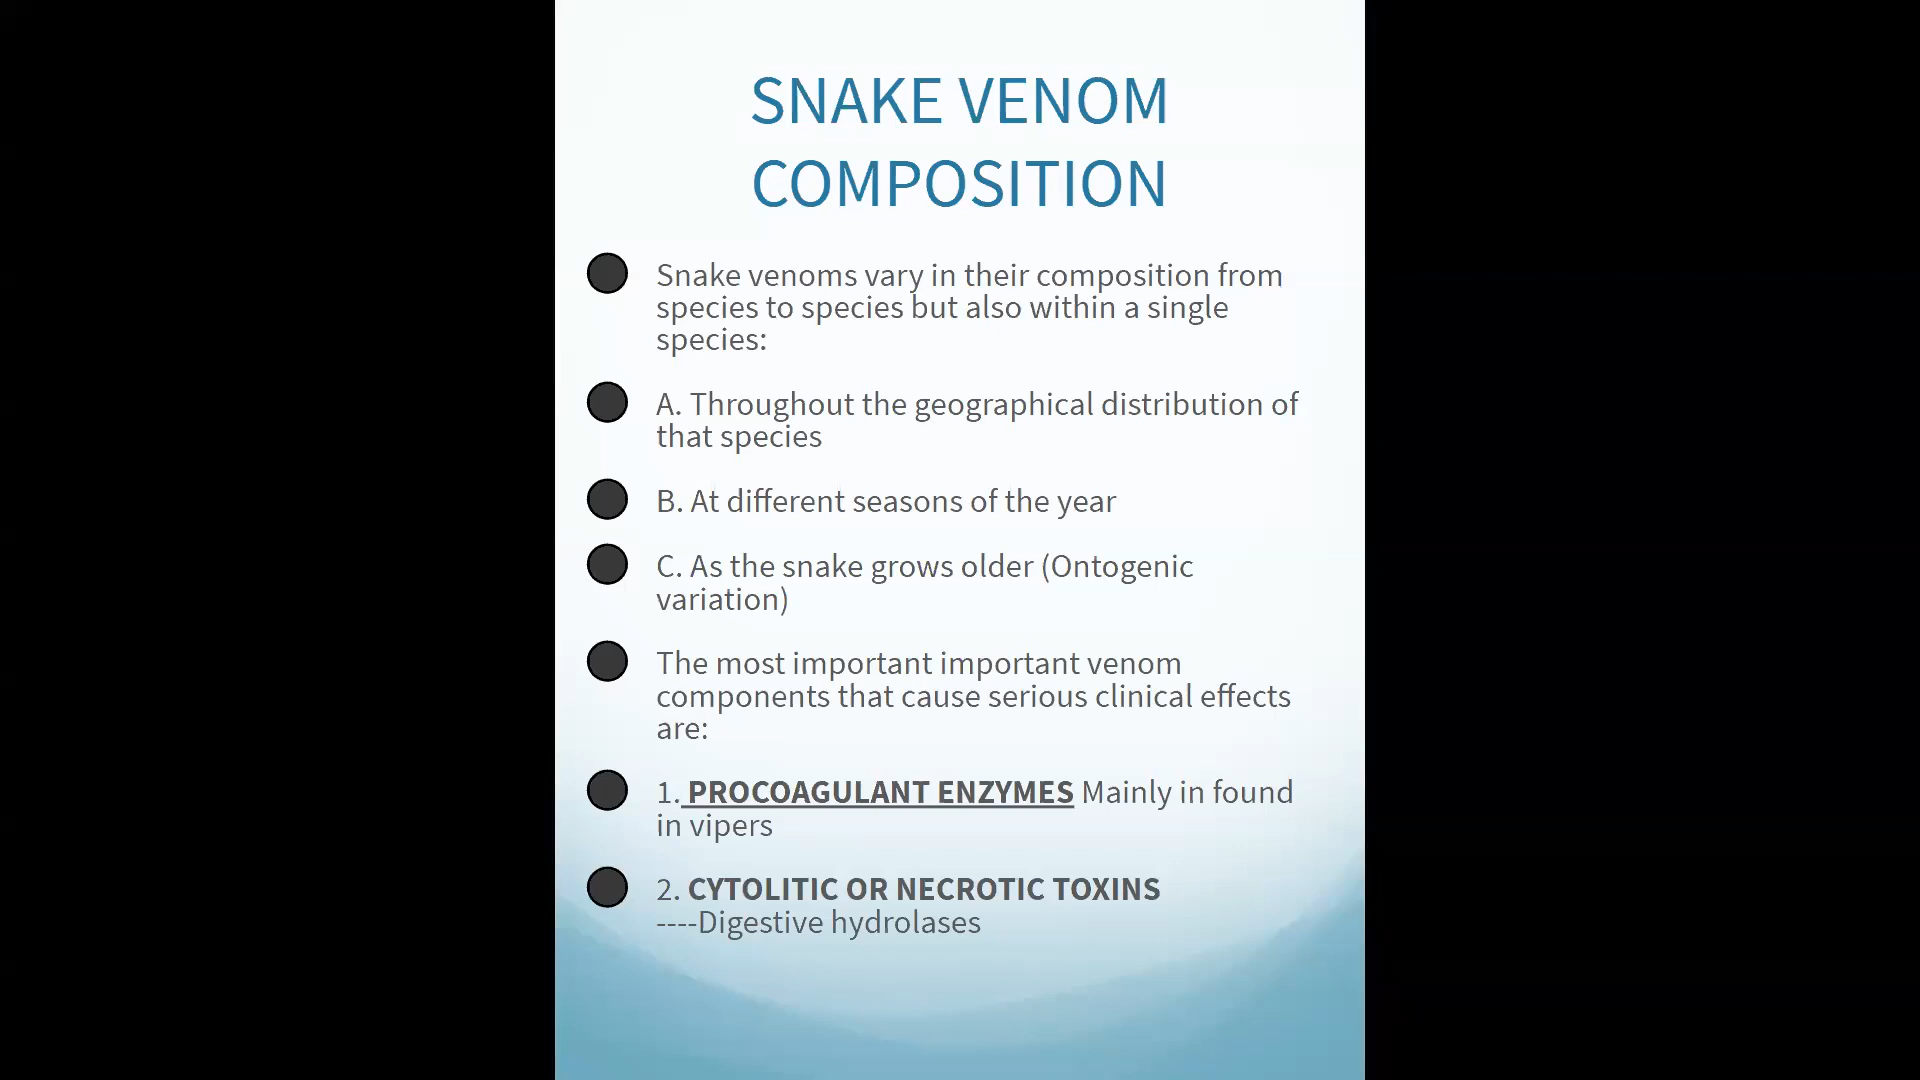 SNAKE VENOM
COMPOSITION
Snake venoms vary in their composition from
species to species but also within a single
species:
A. Throughout the geographical distribution of
that species
B. At different seasons of the year
C. As the snake grows older (Ontogenic
variation)
The most important important venom
components that cause serious clinical effects
are:
1. PROCOAGULANT ENZYMES Mainly in found
in vipers
2. CYTOLITIC OR NECROTIC TOXINS
----Digestive hydrolases